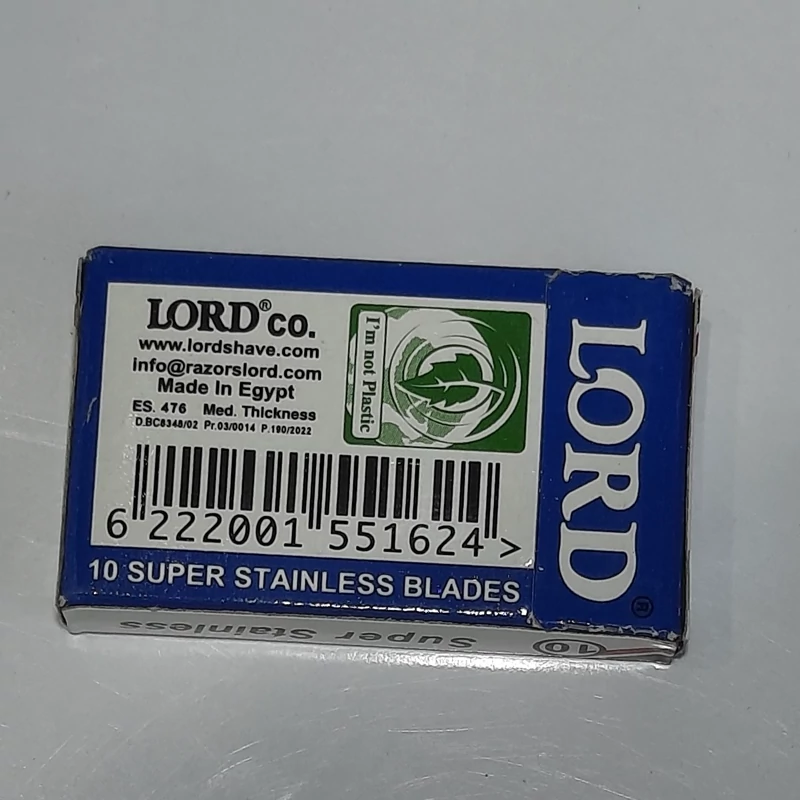 LORD® CO.
www.lordshave.com
info@razorslord.com
Made In Egypt
ES. 476 Med. Thickness
D.BC8348/02 Pr.03/0014 P.190/2022
I'm not Plastic
6 222001 551624 >
10 SUPER STAINLESS BLADES
LORD®
Super Stainless
10